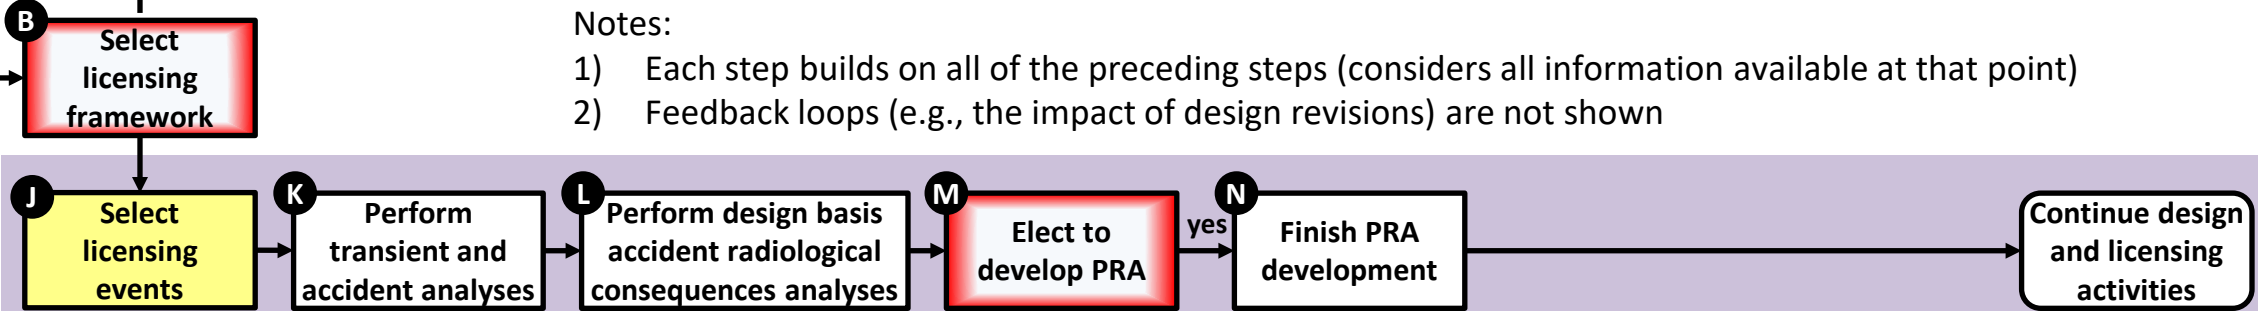 B
Select
licensing
framework
Notes:
1) Each step builds on all of the preceding steps (considers all information available at that point)
2) Feedback loops (e.g., the impact of design revisions) are not shown
J
Select
licensing
events
K
Perform
transient and
accident analyses
L
Perform design basis
accident radiological
consequences analyses
M
Elect to
develop PRA
yes
N
Finish PRA
development
Continue design
and licensing
activities